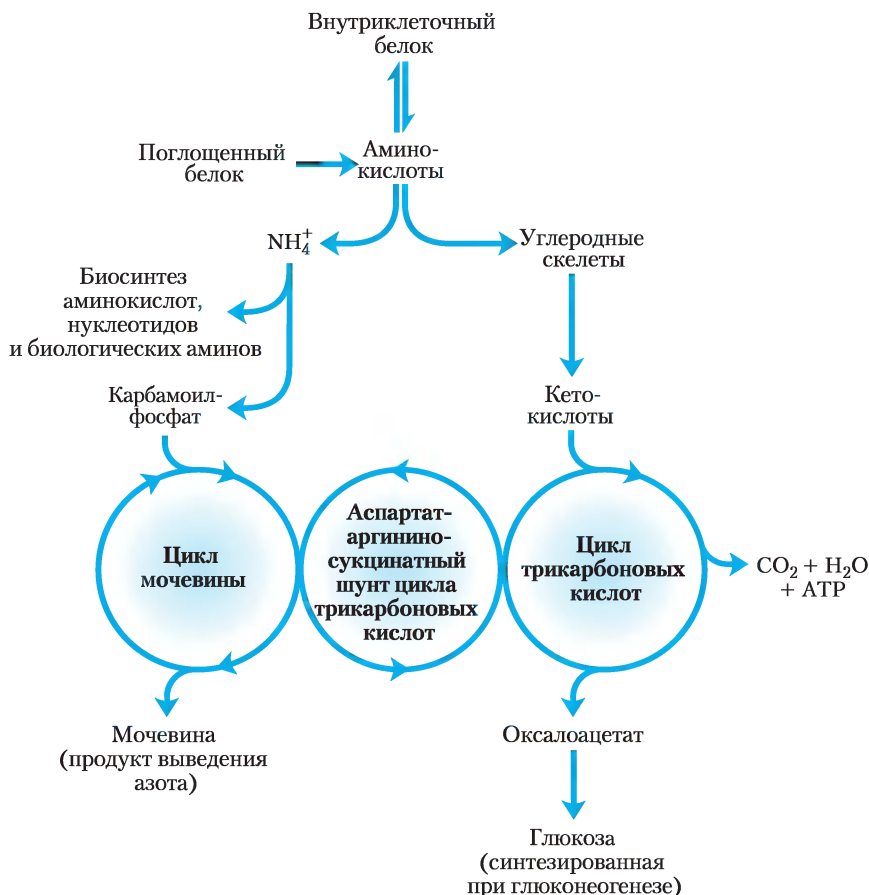 Внутриклеточный
белок
Поглощенный
белок
Амино-
кислоты
NH₄⁺
Углеродные
скелеты
Биосинтез
аминокислот,
нуклеотидов
и биологических аминов
Карбамоил-
фосфат
Кето-
кислоты
Цикл
мочевины
Аспартат-
аргинино-
сукцинатный
шунт цикла
трикарбоновых
кислот
Цикл
трикарбоновых
кислот
CO₂ + H₂O
+ ATP
Мочевина
(продукт выведения
азота)
Оксалоацетат
Глюкоза
(синтезированная
при глюконеогенезе)